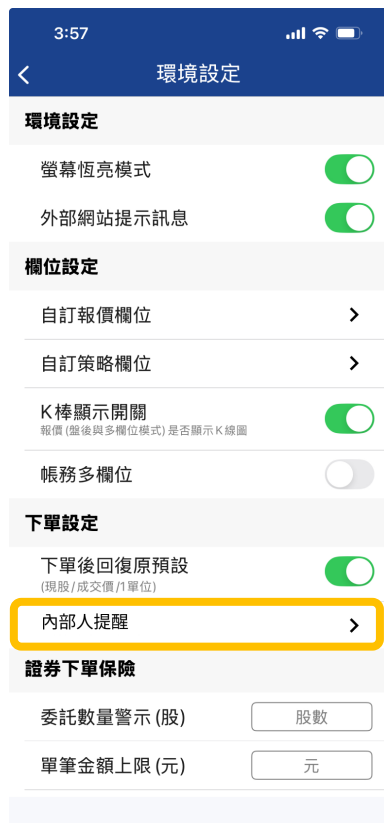 3:57
環境設定
環境設定
螢幕恆亮模式
外部網站提示訊息
欄位設定
自訂報價欄位
自訂策略欄位
K棒顯示開關
報價(盤後與多欄位模式)是否顯示K線圖
帳務多欄位
下單設定
下單後回復原預設
(現股/成交價/1單位)
內部人提醒
證券下單保險
委託數量警示(股) 股數
單筆金額上限(元) 元